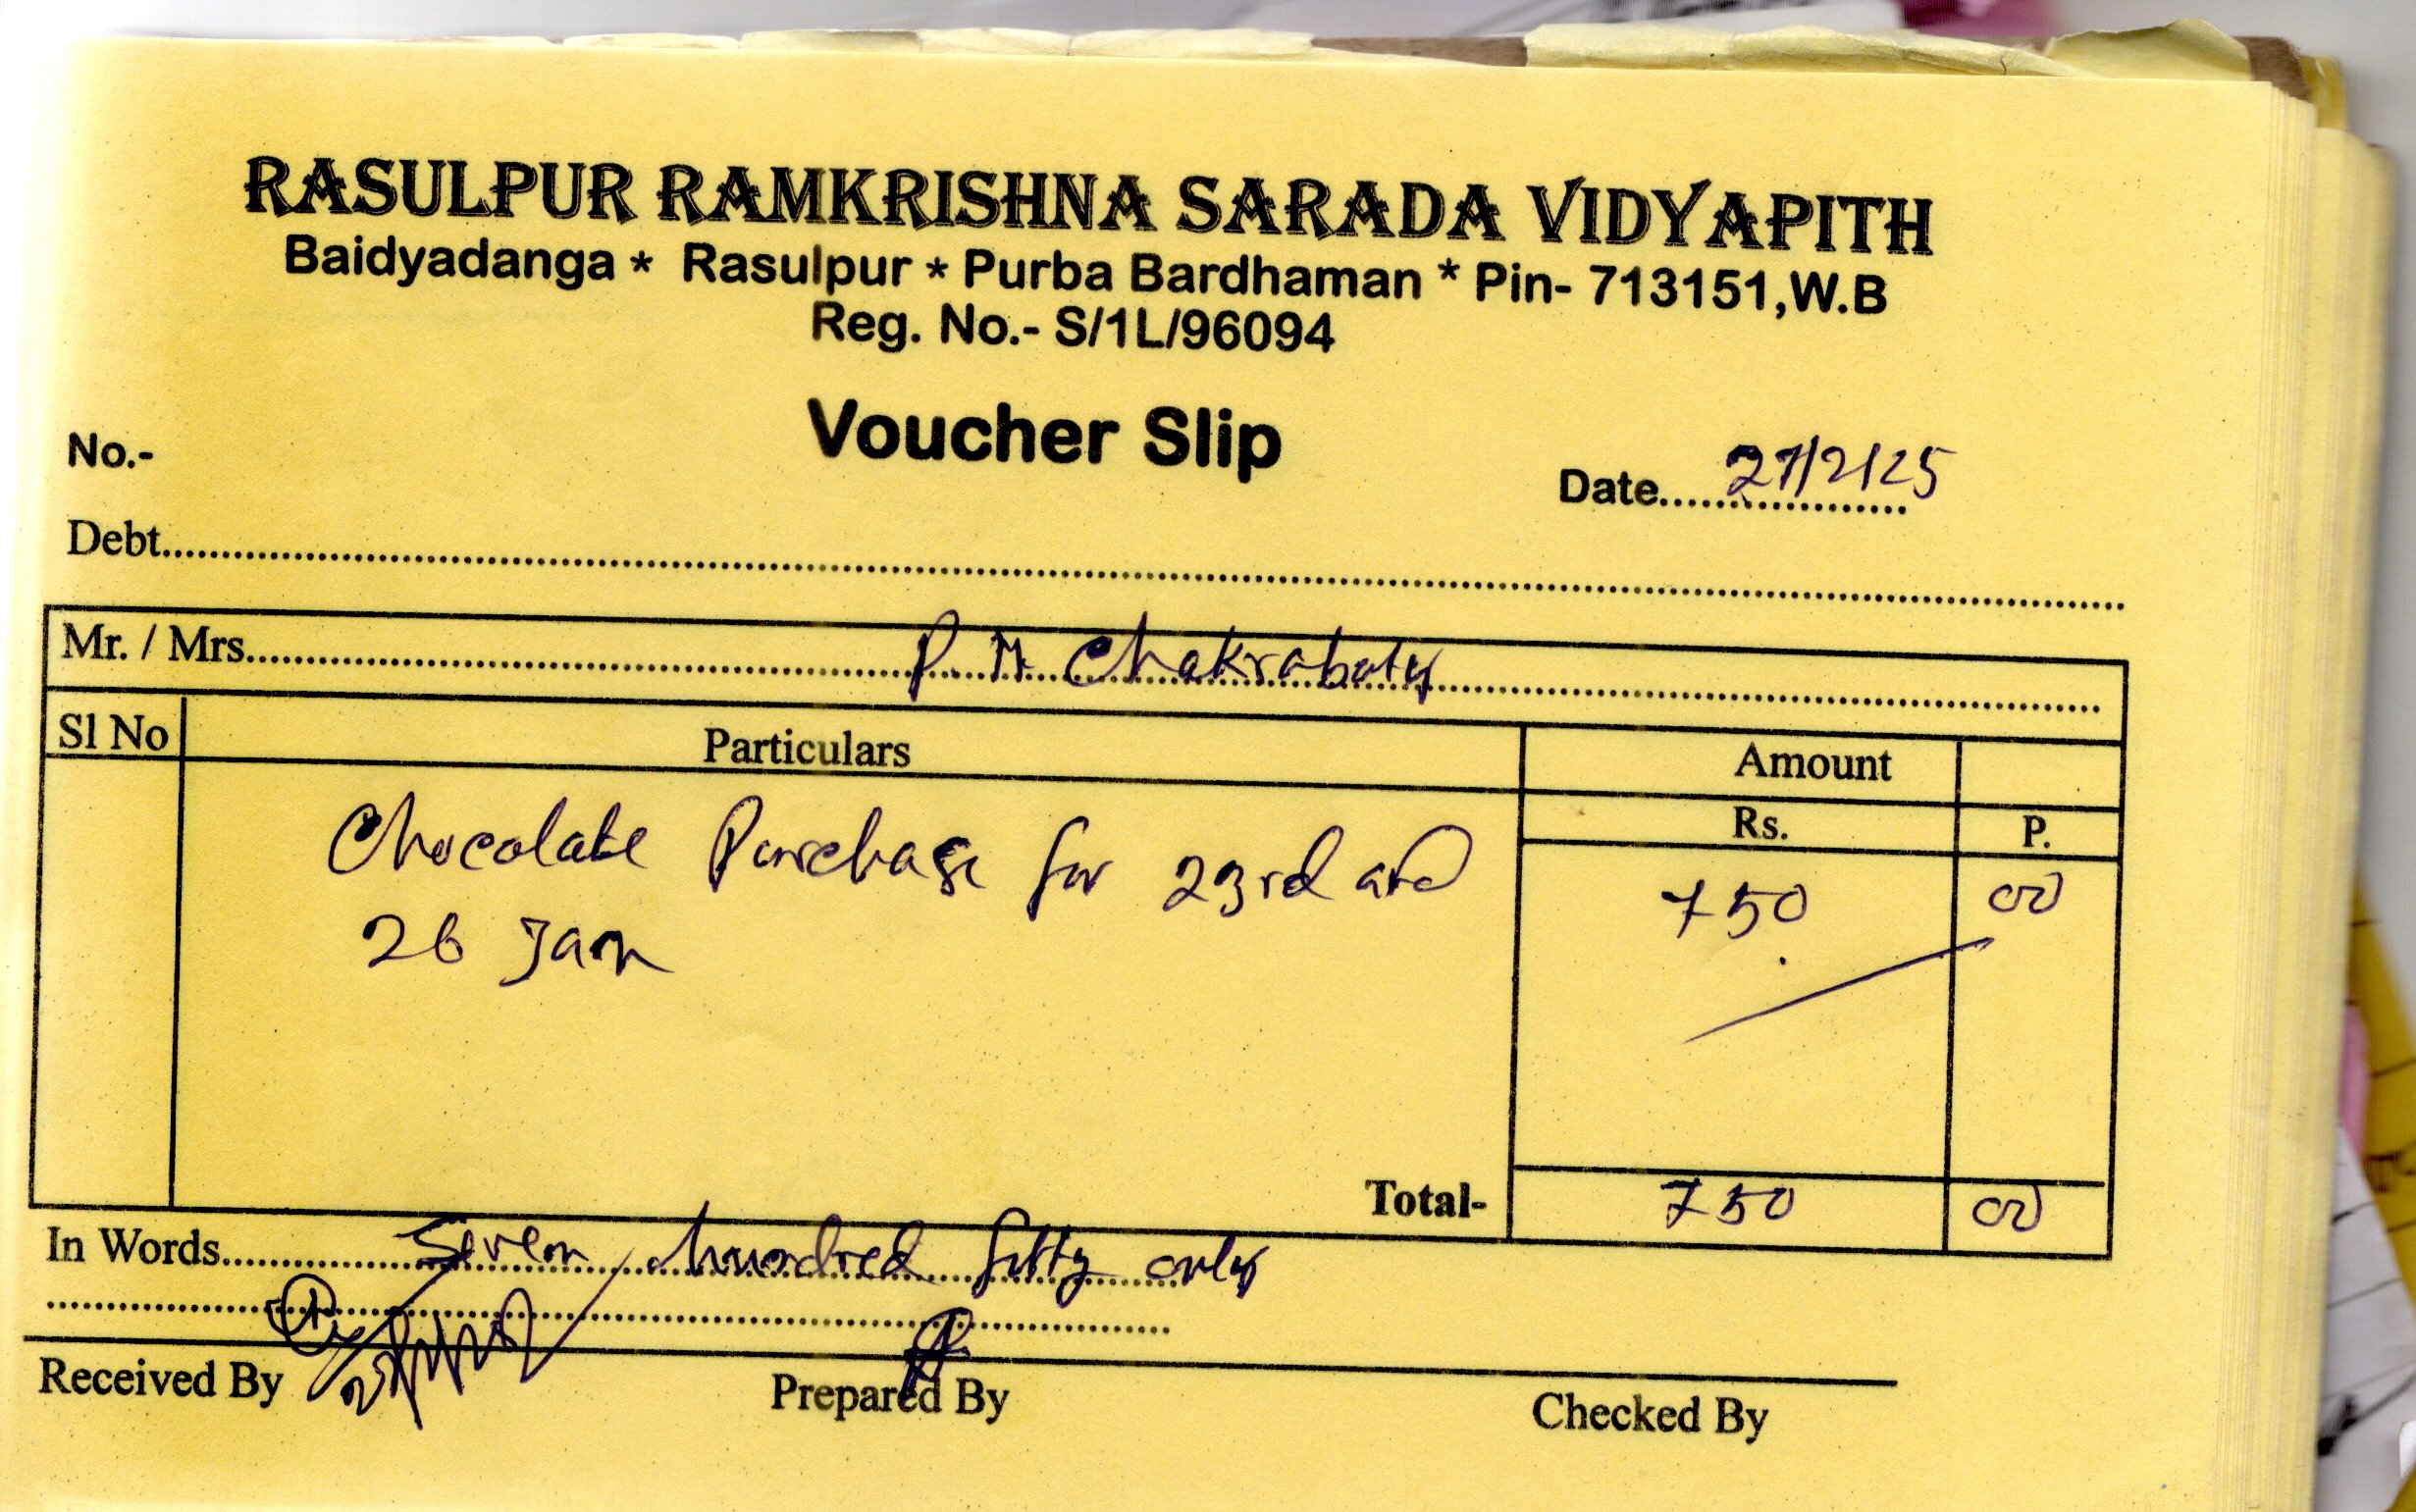 RASULPUR RAMKRISHNA SARADA VIDYAPITH
Baidyadanga * Rasulpur * Purba Bardhaman * Pin- 713151,W.B
Reg. No.- S/1L/96094
Voucher Slip
No.-
Date..... 27/2/25
Debt
Mr. / Mrs. P. M. Chakraboty
Sl No Particulars Amount
Rs. P.
Chocolate Purchase for 23rd and 750 00
26 Jan
Total- 750 00
In Words Seven hundred fifty only
Received By Prepared By Checked By